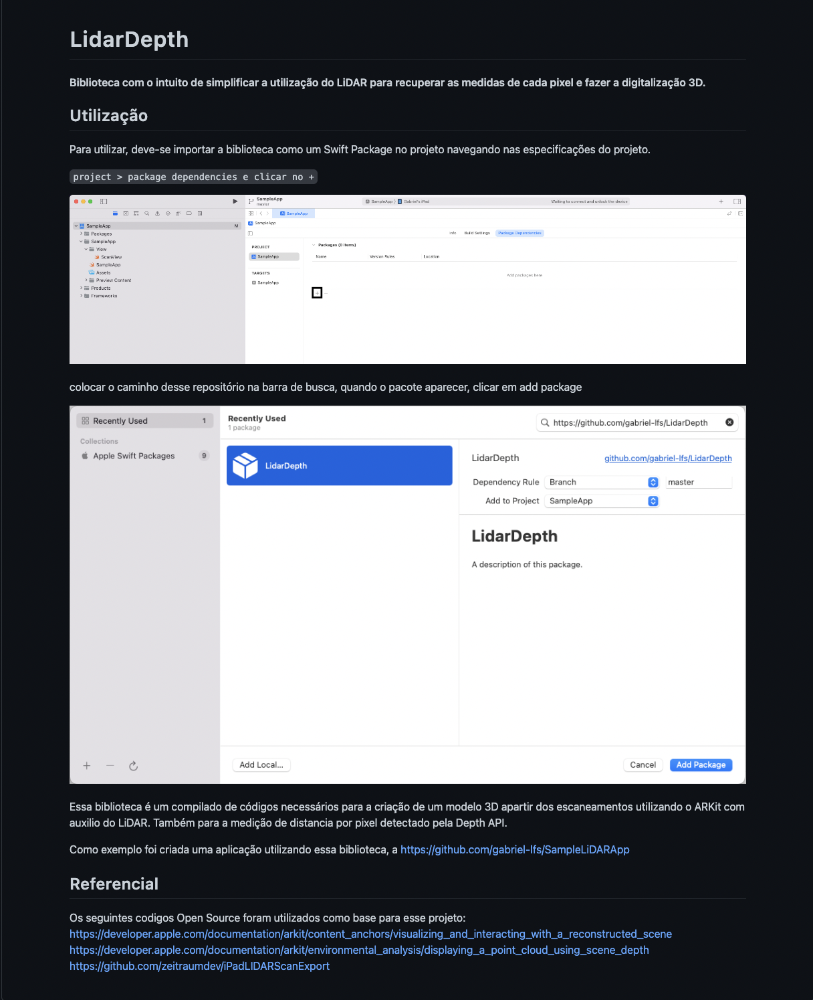 LidarDepth
Biblioteca com o intuito de simplificar a utilização do LiDAR para recuperar as medidas de cada pixel e fazer a digitalização 3D.
Utilização
Para utilizar, deve-se importar a biblioteca como um Swift Package no projeto navegando nas especificações do projeto.
project > package dependencies e clicar no +
SampleApp
master
SampleApp
Gabriel's iPad
Waiting to connect and unlock the device
SampleApp
SampleApp M
SampleApp
Packages
SampleApp
View
ScanView
SampleApp
Assets
Preview Content
Products
Frameworks
Info Build Settings Package Dependencies
PROJECT
SampleApp
TARGETS
SampleApp
Packages (0 items)
Name Version Rules Location
Add packages here
colocar o caminho desse repositório na barra de busca, quando o pacote aparecer, clicar em add package
Recently Used 1
Collections
Apple Swift Packages 9
Recently Used
1 package
https://github.com/gabriel-lfs/LidarDepth
LidarDepth
LidarDepth github.com/gabriel-lfs/LidarDepth
Dependency Rule Branch master
Add to Project SampleApp
LidarDepth
A description of this package.
Add Local... Cancel Add Package
Essa biblioteca é um compilado de códigos necessários para a criação de um modelo 3D apartir dos escaneamentos utilizando o ARKit com
auxilio do LiDAR. Também para a medição de distancia por pixel detectado pela Depth API.
Como exemplo foi criada uma aplicação utilizando essa biblioteca, a https://github.com/gabriel-lfs/SampleLiDARApp
Referencial
Os seguintes codigos Open Source foram utilizados como base para esse projeto:
https://developer.apple.com/documentation/arkit/content_anchors/visualizing_and_interacting_with_a_reconstructed_scene
https://developer.apple.com/documentation/arkit/environmental_analysis/displaying_a_point_cloud_using_scene_depth
https://github.com/zeitraumdev/iPadLIDARScanExport